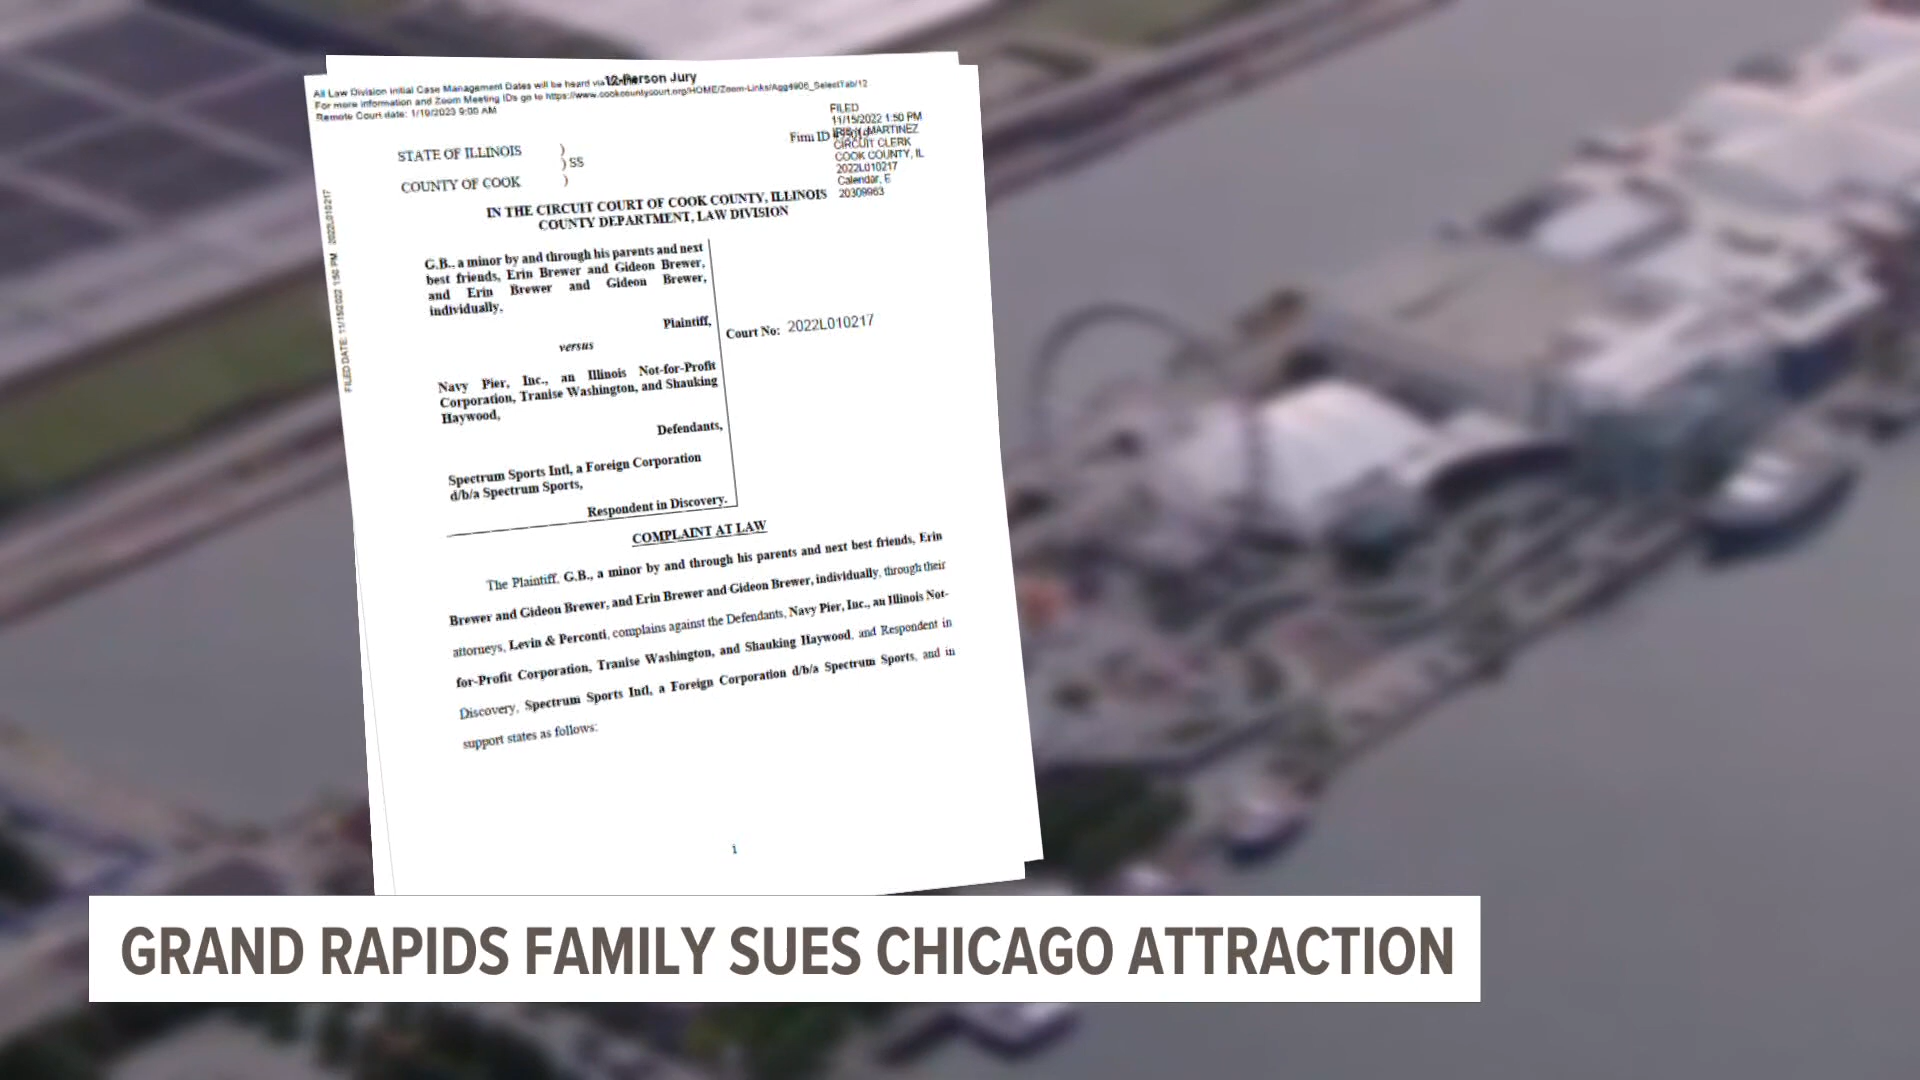 12-Person Jury
All Law Division initial Case Management Dates will be heard via
For more information and Zoom Meeting IDs go to https://www.cookcountycourt.org/HOME/Zoom-Links/Agg4906_SelectTab/12
Remote Court date: 1/19/2023 9:00 AM
FILED
11/15/2022 1:50 PM
IRIS Y. MARTINEZ
CIRCUIT CLERK
COOK COUNTY, IL
2022L010217
Calendar, E
20309963
Firm ID
STATE OF ILLINOIS )
) SS
COUNTY OF COOK )
FILED DATE: 11/15/2022 1:50 PM 2022L010217
IN THE CIRCUIT COURT OF COOK COUNTY, ILLINOIS
COUNTY DEPARTMENT, LAW DIVISION
G.B., a minor by and through his parents and next
best friends, Erin Brewer and Gideon Brewer,
and Erin Brewer and Gideon Brewer,
individually,
Plaintiff,
versus
Court No: 2022L010217
Navy Pier, Inc., an Illinois Not-for-Profit
Corporation, Tranise Washington, and Shauking
Haywood,
Defendants,
Spectrum Sports Intl, a Foreign Corporation
d/b/a Spectrum Sports,
Respondent in Discovery.
COMPLAINT AT LAW
The Plaintiff, G.B., a minor by and through his parents and next best friends, Erin
Brewer and Gideon Brewer, and Erin Brewer and Gideon Brewer, individually, through their
attorneys, Levin & Perconti, complains against the Defendants, Navy Pier, Inc., an Illinois Not-
for-Profit Corporation, Tranise Washington, and Shauking Haywood, and Respondent in
Discovery, Spectrum Sports Intl, a Foreign Corporation d/b/a Spectrum Sports, and in
support states as follows:
1
GRAND RAPIDS FAMILY SUES CHICAGO ATTRACTION